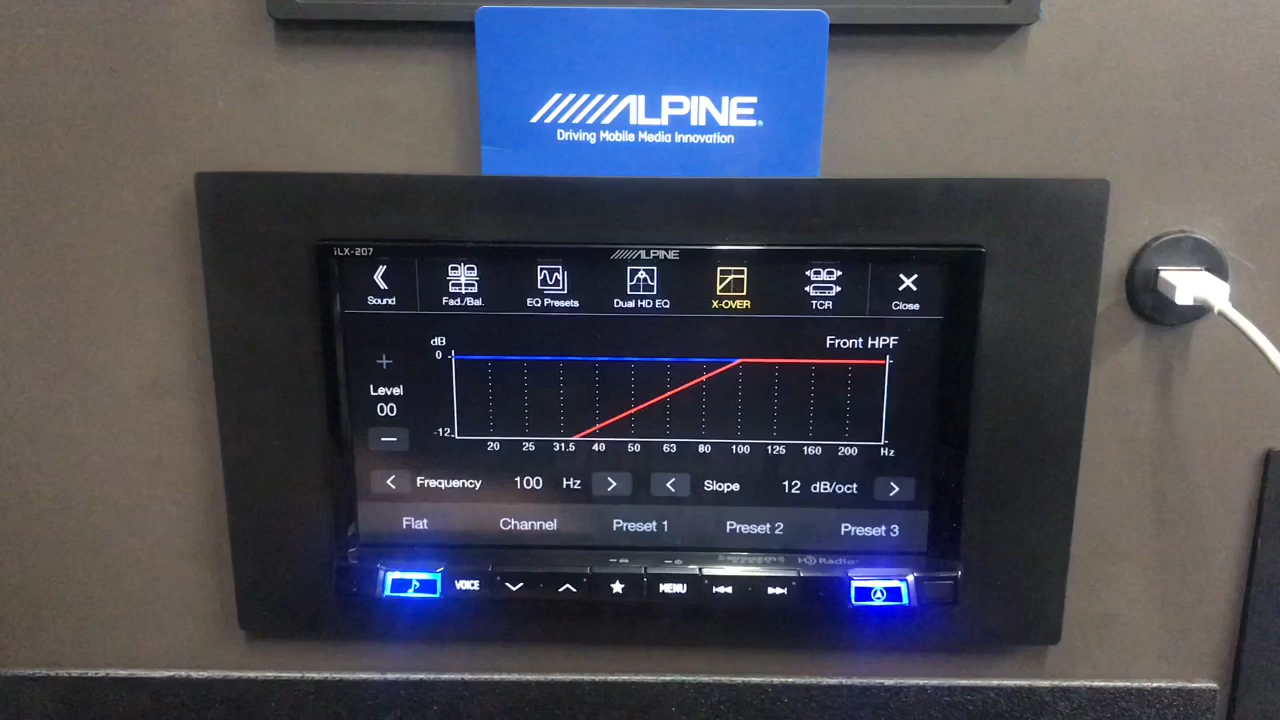 ALPINE®
Driving Mobile Media Innovation
iLX-207
ALPINE
Sound
Fad./Bal.
EQ Presets
Dual HD EQ
X-OVER
TCR
Close
dB
Front HPF
0
Level
00
-12
20 25 31.5 40 50 63 80 100 125 160 200 Hz
Frequency 100 Hz Slope 12 dB/oct
Flat Channel Preset 1 Preset 2 Preset 3
HD Radio
VOICE MENU